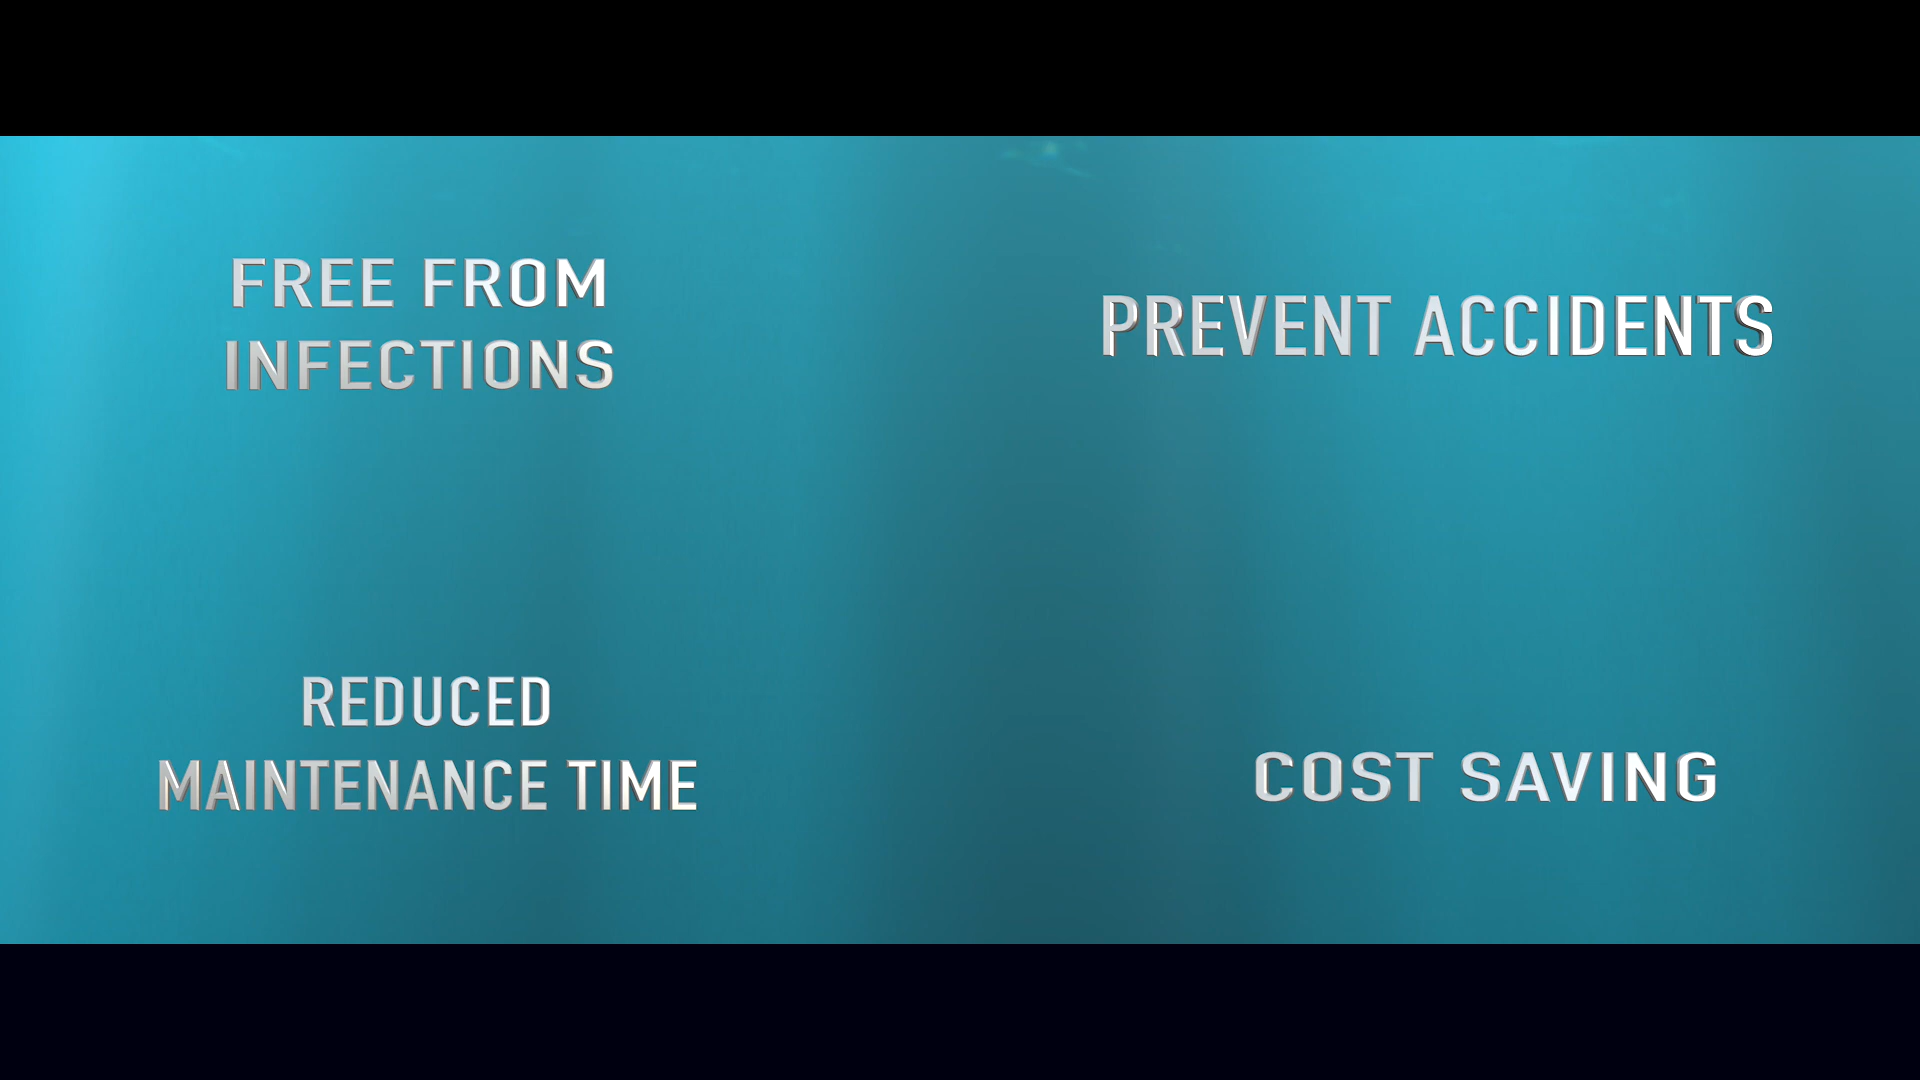 FREE FROM
INFECTIONS
PREVENT ACCIDENTS
REDUCED
MAINTENANCE TIME
COST SAVING